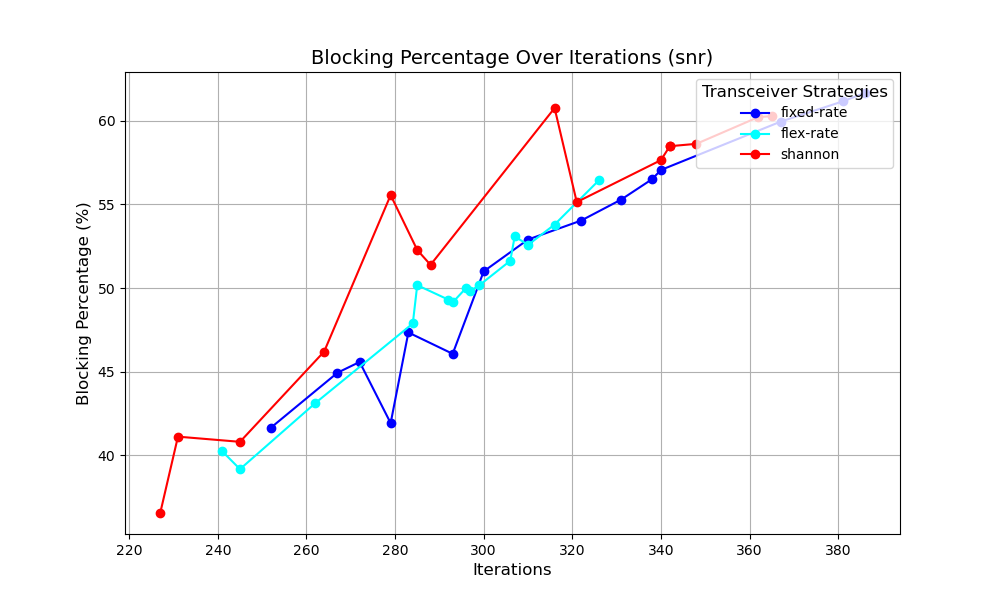 Blocking Percentage Over Iterations (snr)
Transceiver Strategies
fixed-rate
flex-rate
shannon
Blocking Percentage (%)
60
55
50
45
40
220 240 260 280 300 320 340 360 380
Iterations